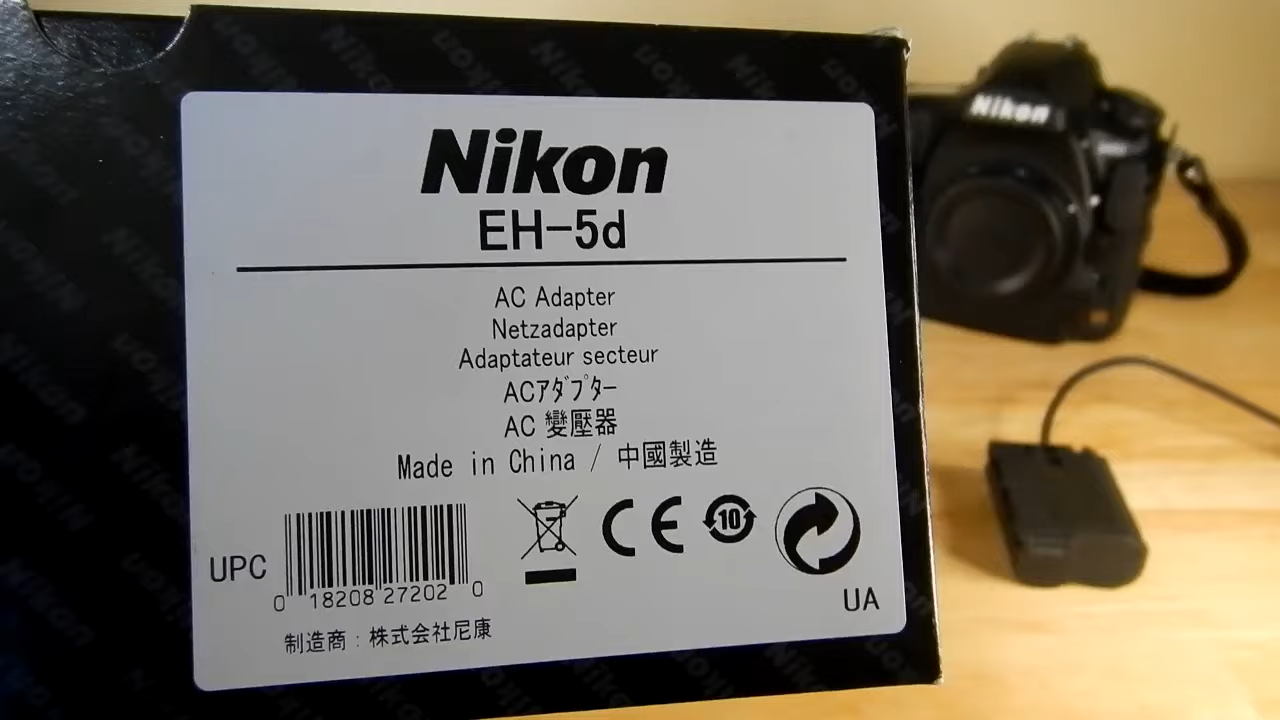 Nikon
EH-5d
AC Adapter
Netzadapter
Adaptateur secteur
ACアダプター
AC 變壓器
Made in China / 中國製造
UPC
0 18208 27202 0
10
UA
制造商：株式会社尼康
Nikon